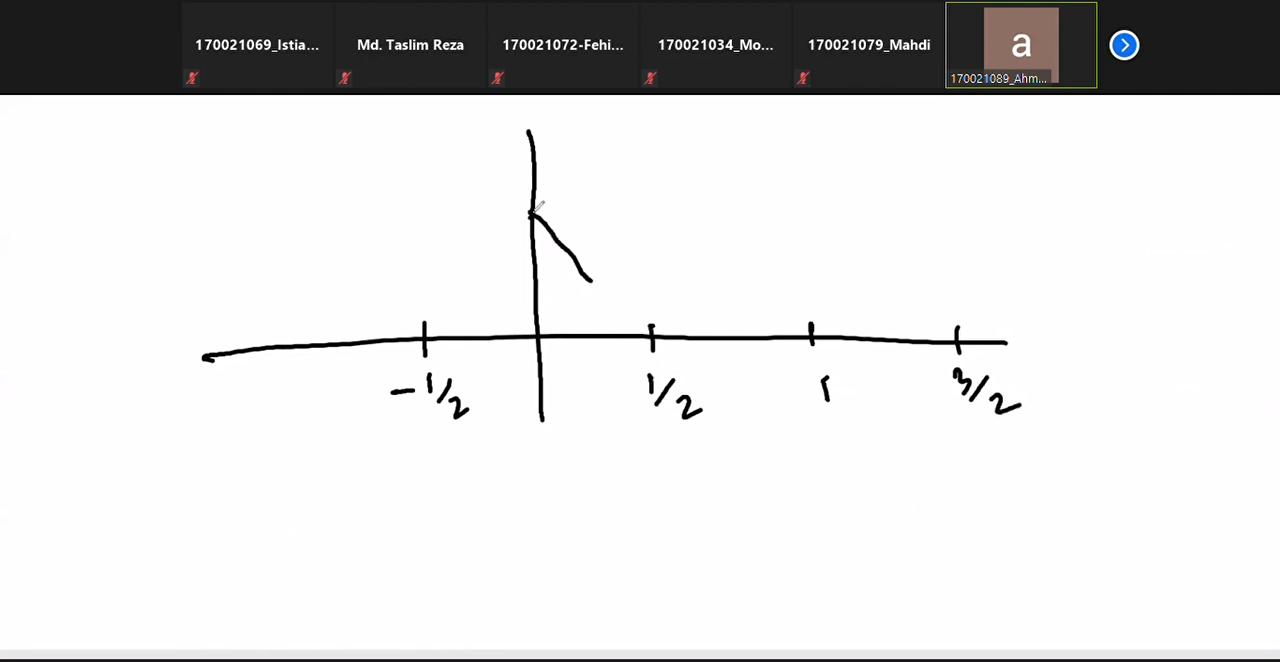 170021069_Istia... Md. Taslim Reza 170021072-Fehi... 170021034_Mo... 170021079_Mahdi a
170021089_Ahm...
-1/2 1/2 1 3/2